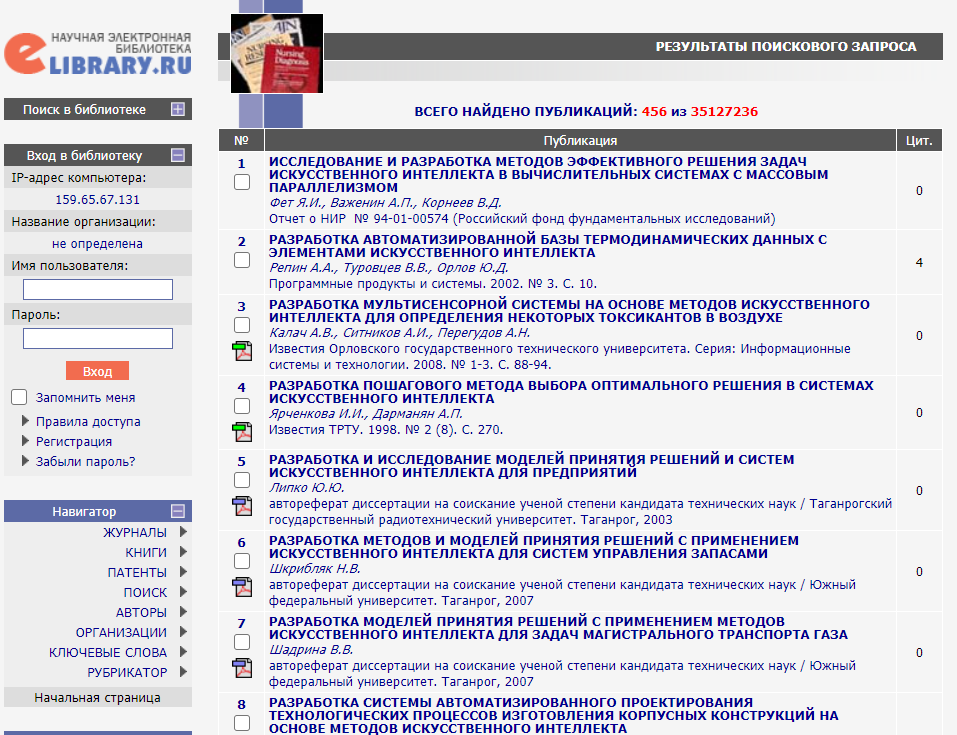 НАУЧНАЯ ЭЛЕКТРОННАЯ
БИБЛИОТЕКА
eLIBRARY.RU
Поиск в библиотеке
Вход в библиотеку
IP-адрес компьютера:
159.65.67.131
Название организации:
не определена
Имя пользователя:
Пароль:
Вход
Запомнить меня
Правила доступа
Регистрация
Забыли пароль?
Навигатор
ЖУРНАЛЫ
КНИГИ
ПАТЕНТЫ
ПОИСК
АВТОРЫ
ОРГАНИЗАЦИИ
КЛЮЧЕВЫЕ СЛОВА
РУБРИКАТОР
Начальная страница
AJN
Nursing
Diagnosis
РЕЗУЛЬТАТЫ ПОИСКОВОГО ЗАПРОСА
ВСЕГО НАЙДЕНО ПУБЛИКАЦИЙ: 456 из 35127236
№ Публикация Цит.
1 ИССЛЕДОВАНИЕ И РАЗРАБОТКА МЕТОДОВ ЭФФЕКТИВНОГО РЕШЕНИЯ ЗАДАЧ
ИСКУССТВЕННОГО ИНТЕЛЛЕКТА В ВЫЧИСЛИТЕЛЬНЫХ СИСТЕМАХ С МАССОВЫМ
ПАРАЛЛЕЛИЗМОМ
Фет Я.И., Важенин А.П., Корнеев В.Д.
Отчет о НИР № 94-01-00574 (Российский фонд фундаментальных исследований)
0
2 РАЗРАБОТКА АВТОМАТИЗИРОВАННОЙ БАЗЫ ТЕРМОДИНАМИЧЕСКИХ ДАННЫХ С
ЭЛЕМЕНТАМИ ИСКУССТВЕННОГО ИНТЕЛЛЕКТА
Репин А.А., Туровцев В.В., Орлов Ю.Д.
Программные продукты и системы. 2002. № 3. С. 10.
4
3 РАЗРАБОТКА МУЛЬТИСЕНСОРНОЙ СИСТЕМЫ НА ОСНОВЕ МЕТОДОВ ИСКУССТВЕННОГО
ИНТЕЛЛЕКТА ДЛЯ ОПРЕДЕЛЕНИЯ НЕКОТОРЫХ ТОКСИКАНТОВ В ВОЗДУХЕ
Калач А.В., Ситников А.И., Перегудов А.Н.
Известия Орловского государственного технического университета. Серия: Информационные
системы и технологии. 2008. № 1-3. С. 88-94.
0
4 РАЗРАБОТКА ПОШАГОВОГО МЕТОДА ВЫБОРА ОПТИМАЛЬНОГО РЕШЕНИЯ В СИСТЕМАХ
ИСКУССТВЕННОГО ИНТЕЛЛЕКТА
Ярченкова И.И., Дарманян А.П.
Известия ТРТУ. 1998. № 2 (8). С. 270.
0
5 РАЗРАБОТКА И ИССЛЕДОВАНИЕ МОДЕЛЕЙ ПРИНЯТИЯ РЕШЕНИЙ И СИСТЕМ
ИСКУССТВЕННОГО ИНТЕЛЛЕКТА ДЛЯ ПРЕДПРИЯТИЙ
Липко Ю.Ю.
автореферат диссертации на соискание ученой степени кандидата технических наук / Таганрогский
государственный радиотехнический университет. Таганрог, 2003
0
6 РАЗРАБОТКА МЕТОДОВ И МОДЕЛЕЙ ПРИНЯТИЯ РЕШЕНИЙ С ПРИМЕНЕНИЕМ
ИСКУССТВЕННОГО ИНТЕЛЛЕКТА ДЛЯ СИСТЕМ УПРАВЛЕНИЯ ЗАПАСАМИ
Шкрибляк Н.В.
автореферат диссертации на соискание ученой степени кандидата технических наук / Южный
федеральный университет. Таганрог, 2007
0
7 РАЗРАБОТКА МОДЕЛЕЙ ПРИНЯТИЯ РЕШЕНИЙ С ПРИМЕНЕНИЕМ МЕТОДОВ
ИСКУССТВЕННОГО ИНТЕЛЛЕКТА ДЛЯ ЗАДАЧ МАГИСТРАЛЬНОГО ТРАНСПОРТА ГАЗА
Шадрина В.В.
автореферат диссертации на соискание ученой степени кандидата технических наук / Южный
федеральный университет. Таганрог, 2007
0
8 РАЗРАБОТКА СИСТЕМЫ АВТОМАТИЗИРОВАННОГО ПРОЕКТИРОВАНИЯ
ТЕХНОЛОГИЧЕСКИХ ПРОЦЕССОВ ИЗГОТОВЛЕНИЯ КОРПУСНЫХ КОНСТРУКЦИЙ НА
ОСНОВЕ МЕТОДОВ ИСКУССТВЕННОГО ИНТЕЛЛЕКТА